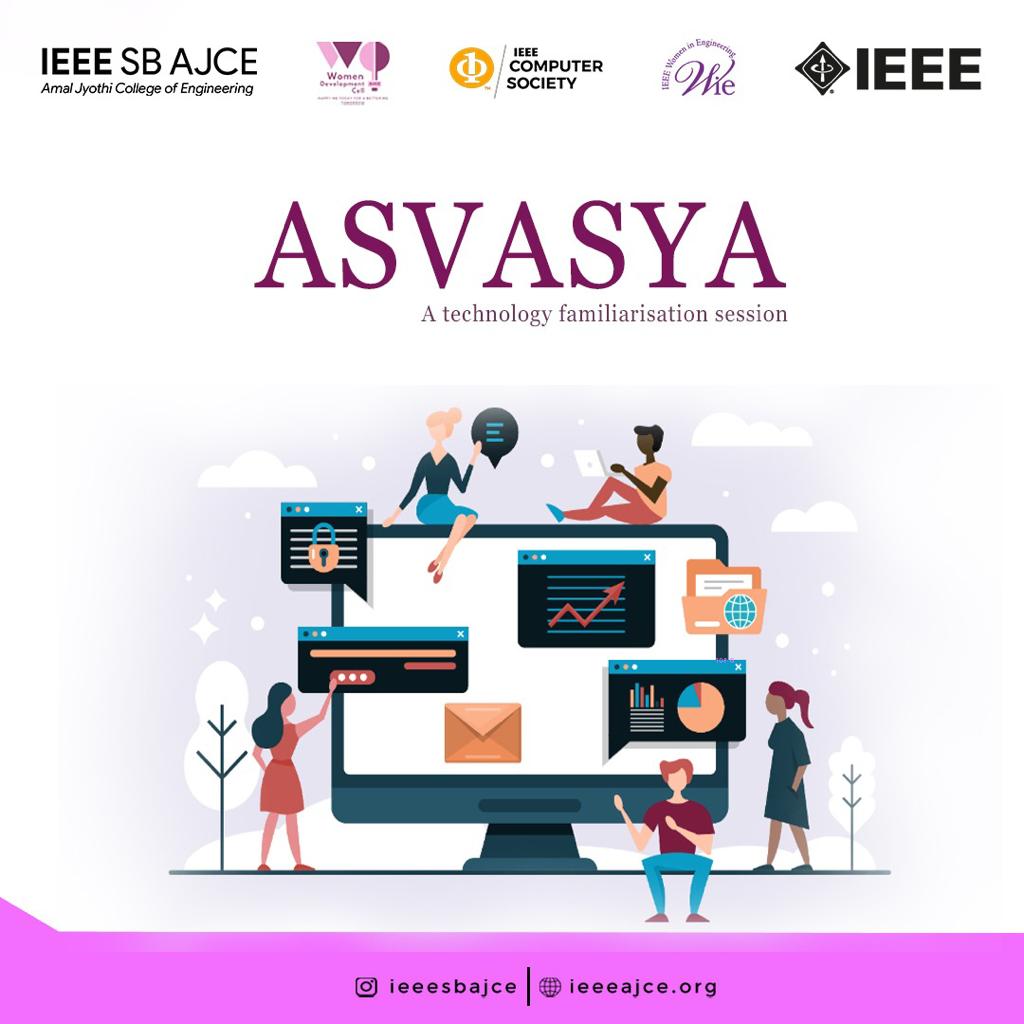 IEEE SB AJCE
Amal Jyothi College of Engineering
Women
Development
Cell
IEEE
COMPUTER
SOCIETY
IEEE Women in Engineering
Wie
IEEE
ASVASYA
A technology familiarisation session
ieeesbajce | ieeeajce.org